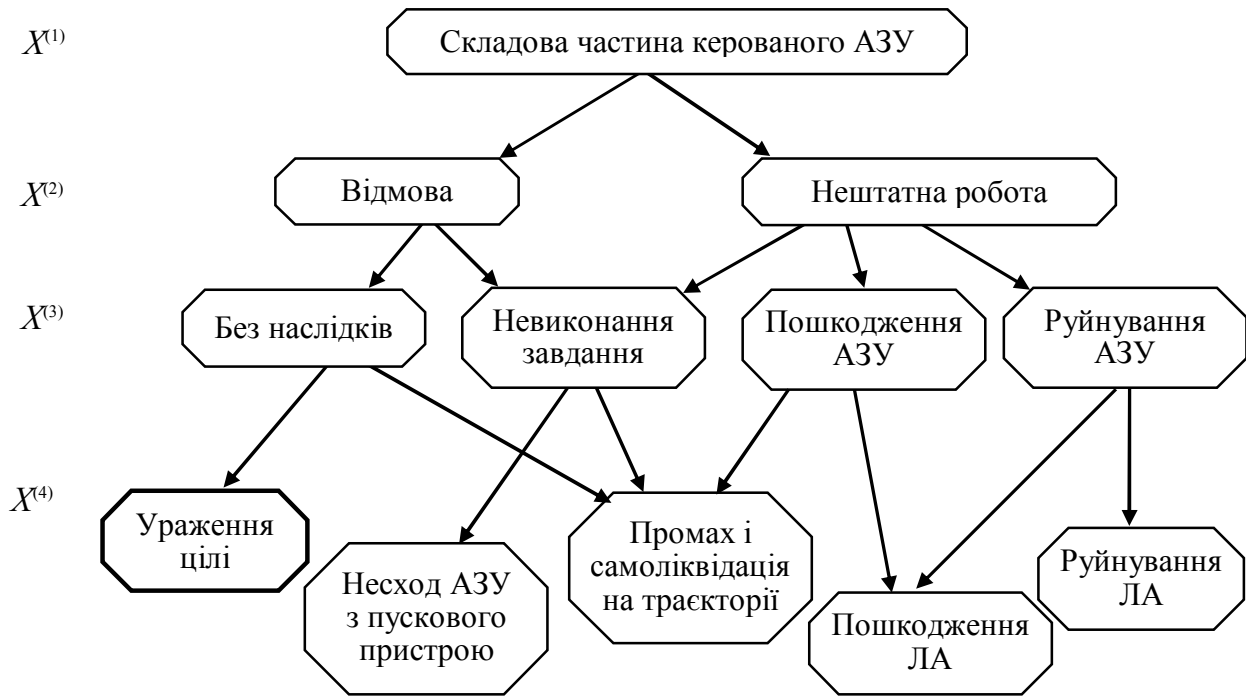 X⁽¹⁾
Складова частина керованого АЗУ
X⁽²⁾
Відмова
Нештатна робота
X⁽³⁾
Без наслідків
Невиконання
завдання
Пошкодження
АЗУ
Руйнування
АЗУ
X⁽⁴⁾
Ураження
цілі
Несход АЗУ
з пускового
пристрою
Промах і
самоліквідація
на траєкторії
Пошкодження
ЛА
Руйнування
ЛА